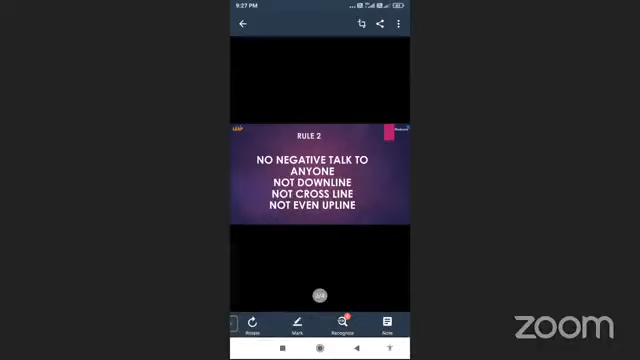 9:27 PM
LEAP
RULE 2
NO NEGATIVE TALK TO
ANYONE
NOT DOWNLINE
NOT CROSS LINE
NOT EVEN UPLINE
Rotate
Mark
Recognize
Note
zoom